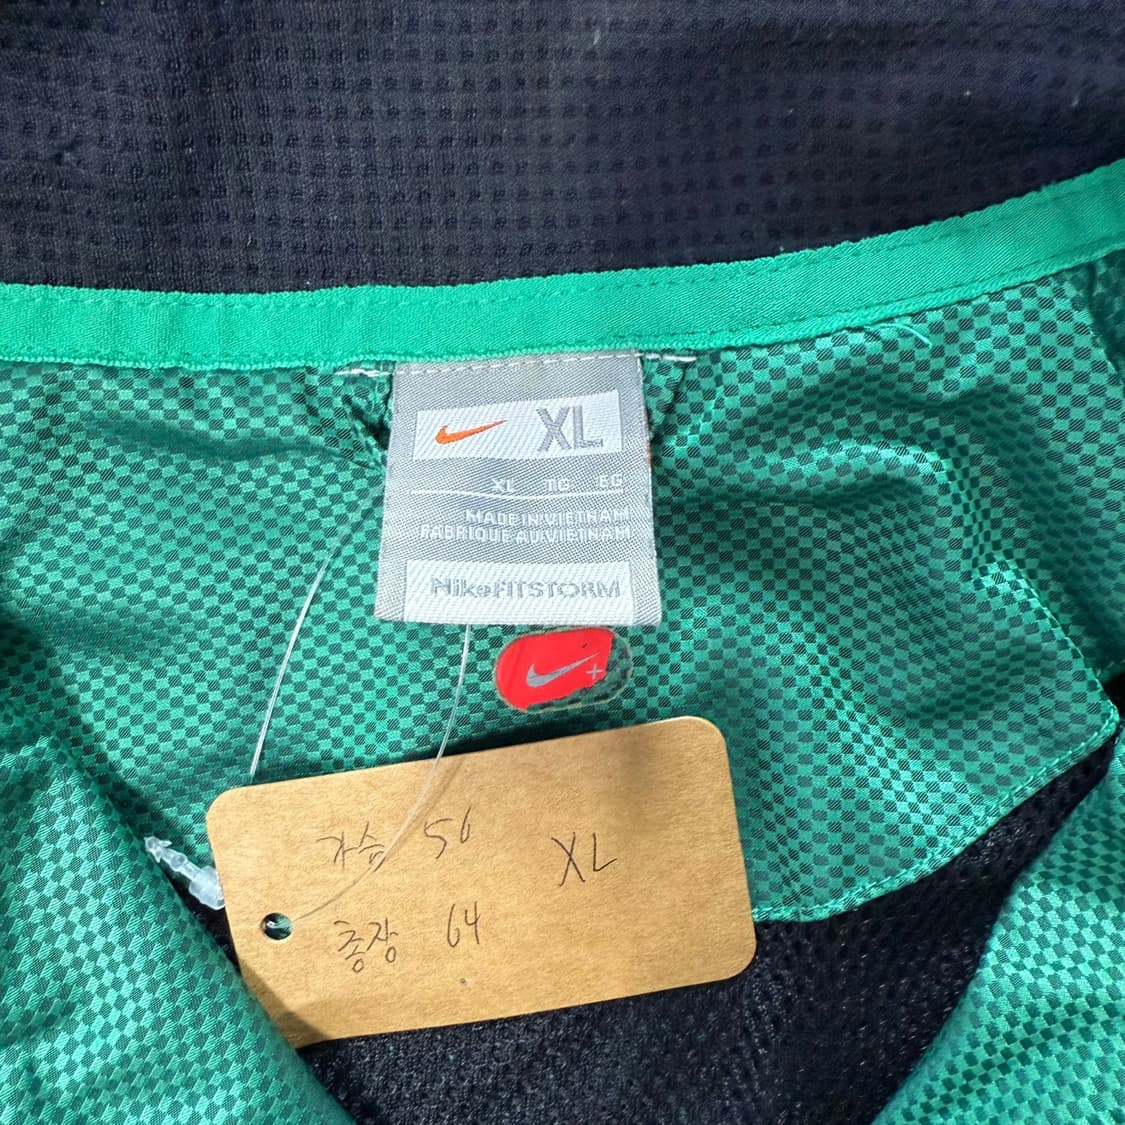 XL
XL TG EG
MADE IN VIETNAM
FABRIQUE AU VIETNAM
NikeFITSTORM
+
가슴 56 XL
총장 64